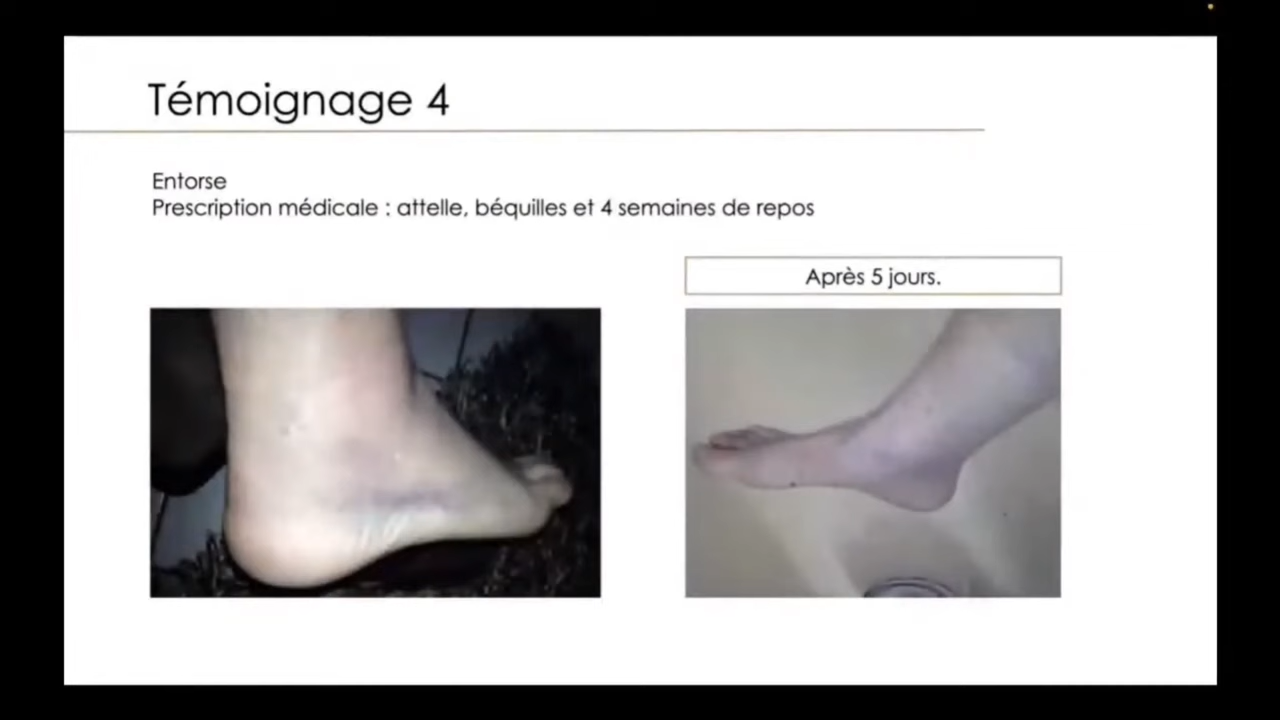 Témoignage 4
Entorse
Prescription médicale : attelle, béquilles et 4 semaines de repos
Après 5 jours.